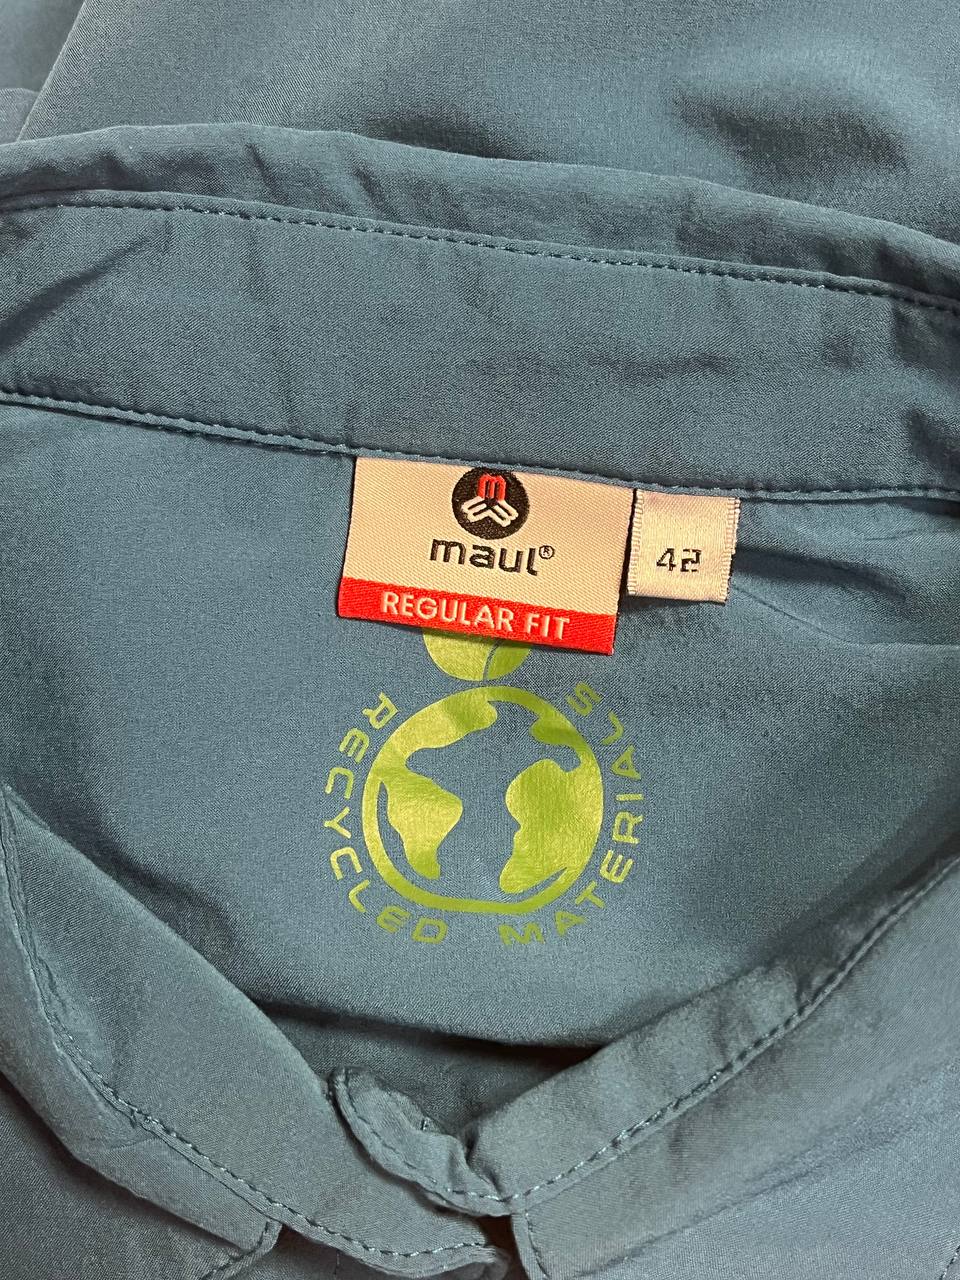 m
maul®
42
REGULAR FIT
RECYCLED MATERIALS